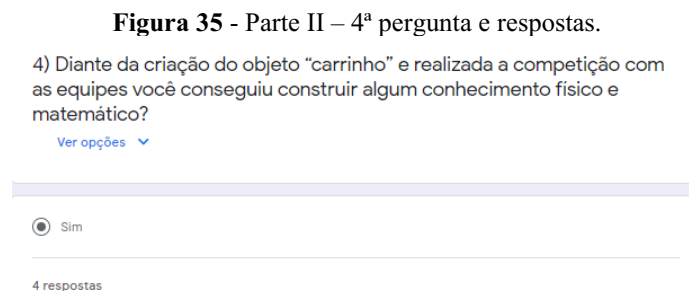 Figura 35 - Parte II – 4ª pergunta e respostas.
4) Diante da criação do objeto “carrinho” e realizada a competição com
as equipes você conseguiu construir algum conhecimento físico e
matemático?
Ver opções
Sim
4 respostas